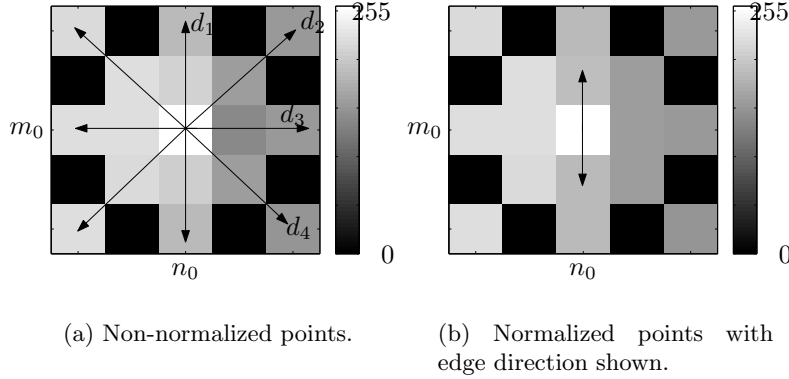 255
d1
d2
m0
d3
d4
0
n0
(a) Non-normalized points.
255
m0
0
n0
(b) Normalized points with
edge direction shown.